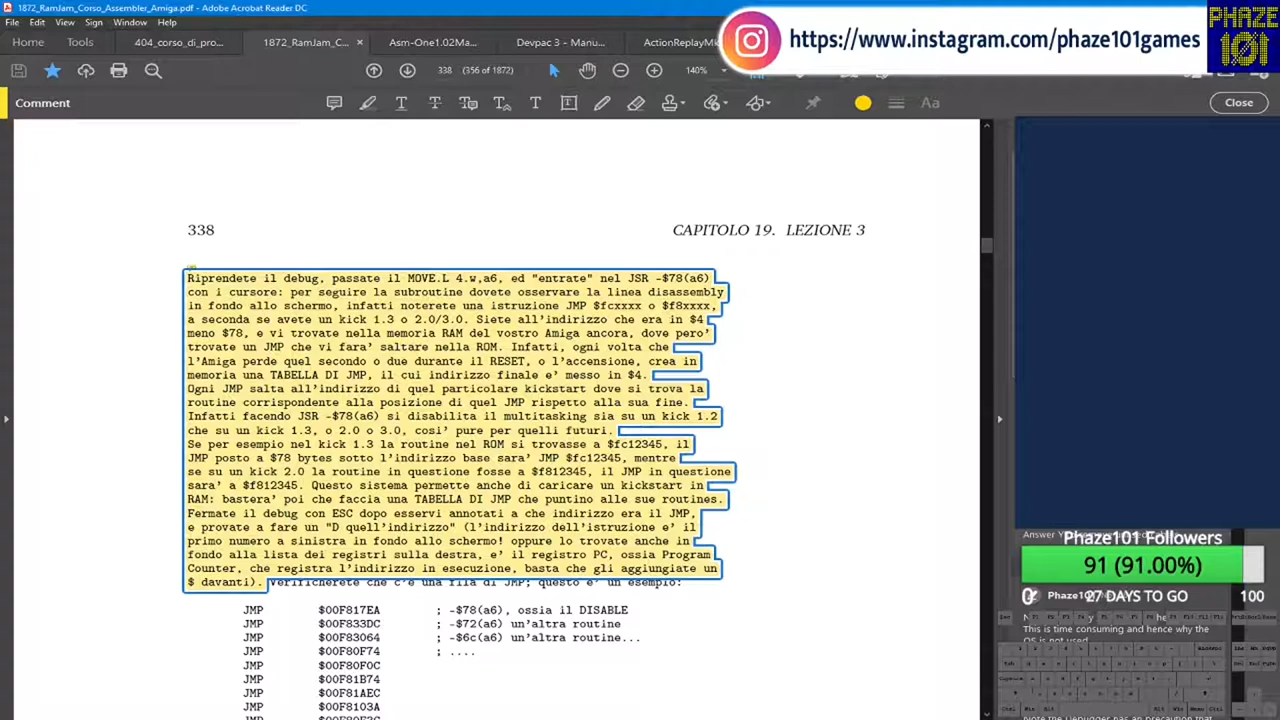 1872_RamJam_Corso_Assembler_Amiga.pdf - Adobe Acrobat Reader DC
File Edit View Sign Window Help
Home Tools 404_corso_di_pro... 1872_RamJam_C... × Asm-One1.02Ma... Devpac 3 - Manu... ActionReplayMk
https://www.instagram.com/phaze101games
PHAZE
101
338 (356 of 1872) 140%
Comment
Close
338 CAPITOLO 19. LEZIONE 3
Riprendete il debug, passate il MOVE.L 4.w,a6, ed "entrate" nel JSR -$78(a6)
con i cursore: per seguire la subroutine dovete osservare la linea disassembly
in fondo allo schermo, infatti noterete una istruzione JMP $fcxxxx o $f8xxxx,
a seconda se avete un kick 1.3 o 2.0/3.0. Siete all'indirizzo che era in $4
meno $78, e vi trovate nella memoria RAM del vostro Amiga ancora, dove pero'
trovate un JMP che vi fara' saltare nella ROM. Infatti, ogni volta che
l'Amiga perde quel secondo o due durante il RESET, o l'accensione, crea in
memoria una TABELLA DI JMP, il cui indirizzo finale e' messo in $4.
Ogni JMP salta all'indirizzo di quel particolare kickstart dove si trova la
routine corrispondente alla posizione di quel JMP rispetto alla sua fine.
Infatti facendo JSR -$78(a6) si disabilita il multitasking sia su un kick 1.2
che su un kick 1.3, o 2.0 o 3.0, cosi' pure per quelli futuri.
Se per esempio nel kick 1.3 la routine nel ROM si trovasse a $fc12345, il
JMP posto a $78 bytes sotto l'indirizzo base sara' JMP $fc12345, mentre
se su un kick 2.0 la routine in questione fosse a $f812345, il JMP in questione
sara' a $f812345. Questo sistema permette anche di caricare un kickstart in
RAM: bastera' poi che faccia una TABELLA DI JMP che puntino alle sue routines.
Fermate il debug con ESC dopo esservi annotati a che indirizzo era il JMP,
e provate a fare un "D quell'indirizzo" (l'indirizzo dell'istruzione e' il
primo numero a sinistra in fondo allo schermo! oppure lo trovate anche in
fondo alla lista dei registri sulla destra, e' il registro PC, ossia Program
Counter, che registra l'indirizzo in esecuzione, basta che gli aggiungiate un
$ davanti). Verificherete che c'e una fila di JMP; questo e' un esempio:
JMP $00F817EA ; -$78(a6), ossia il DISABLE
JMP $00F833DC ; -$72(a6) un'altra routine
JMP $00F83064 ; -$6c(a6) un'altra routine...
JMP $00F80F74 ; ....
JMP $00F80F0C
JMP $00F81B74
JMP $00F81AEC
JMP $00F8103A
JMP
Phaze101 Followers
91 (91.00%)
0 27 DAYS TO GO 100
This is time consuming and hence why the
OS is not used